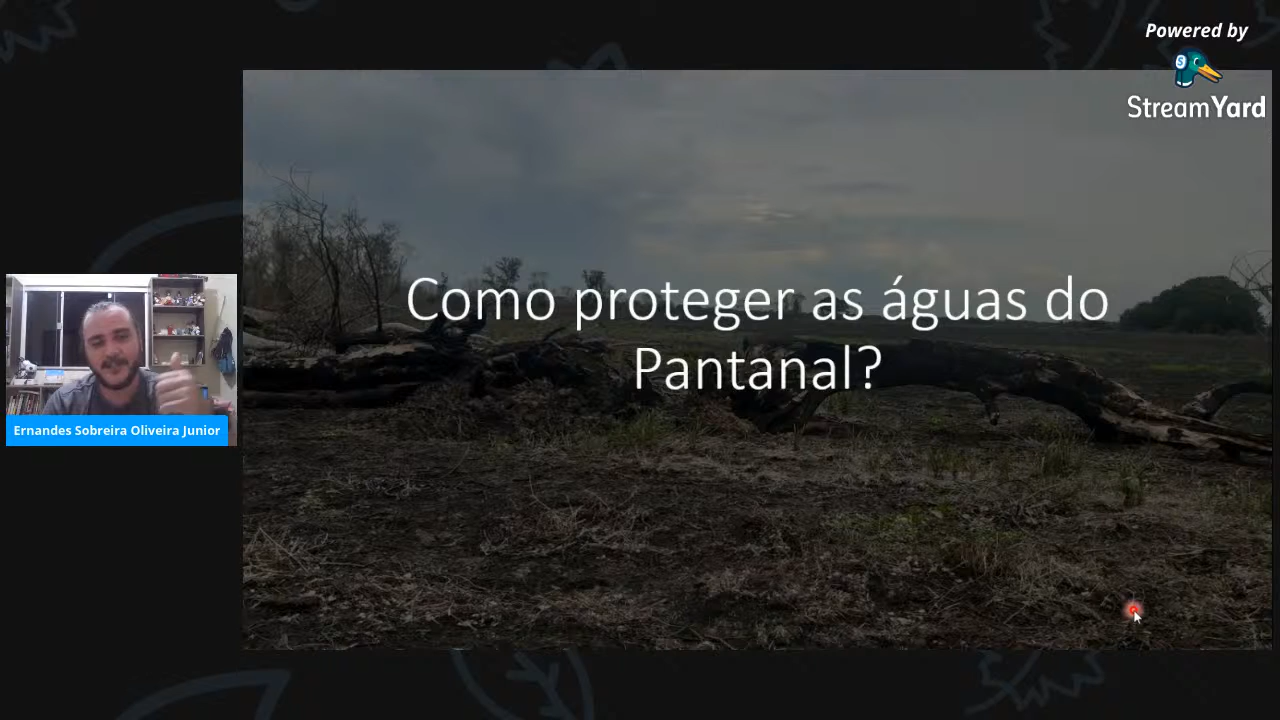 Powered by
StreamYard
Como proteger as águas do
Pantanal?
Ernandes Sobreira Oliveira Junior